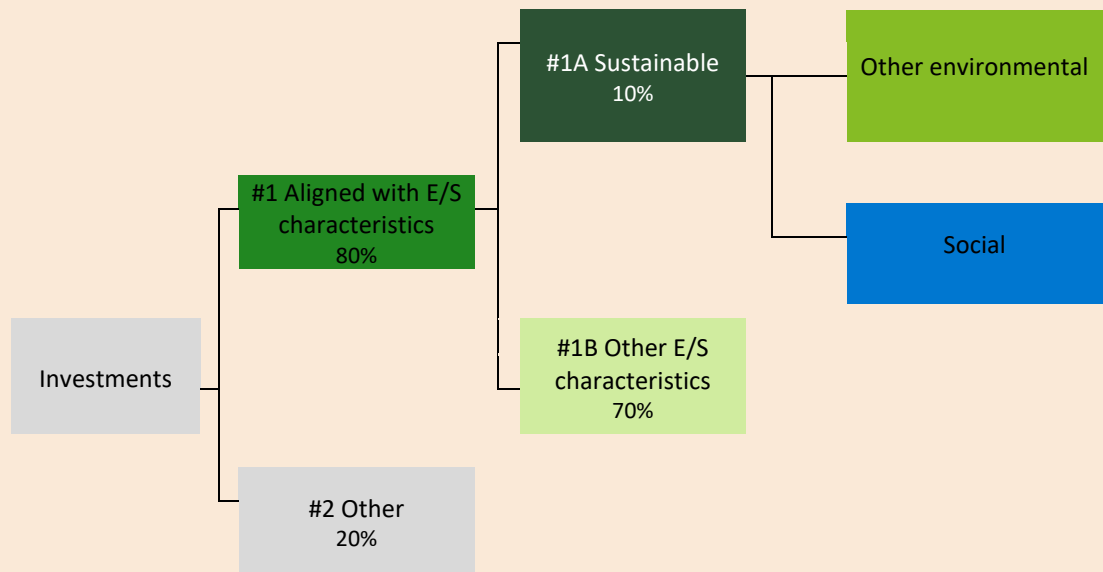 #1A Sustainable
10%
Other environmental
#1 Aligned with E/S
characteristics
80%
Social
Investments
#1B Other E/S
characteristics
70%
#2 Other
20%